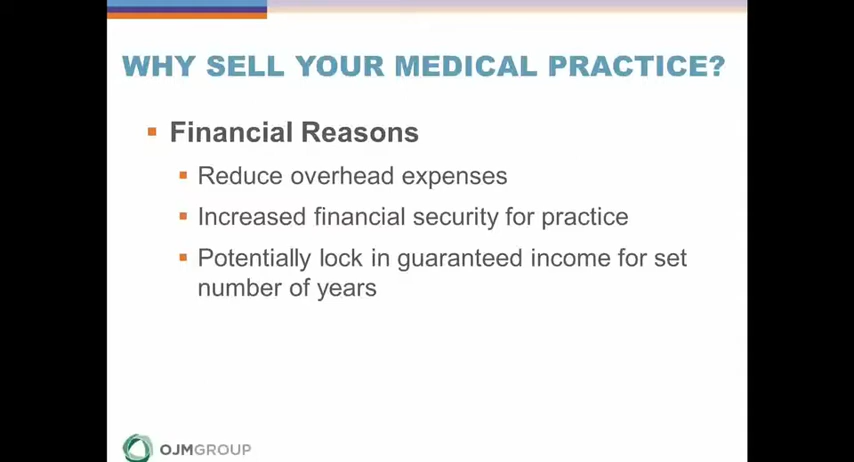 WHY SELL YOUR MEDICAL PRACTICE?
Financial Reasons
Reduce overhead expenses
Increased financial security for practice
Potentially lock in guaranteed income for set
number of years
OJMGROUP